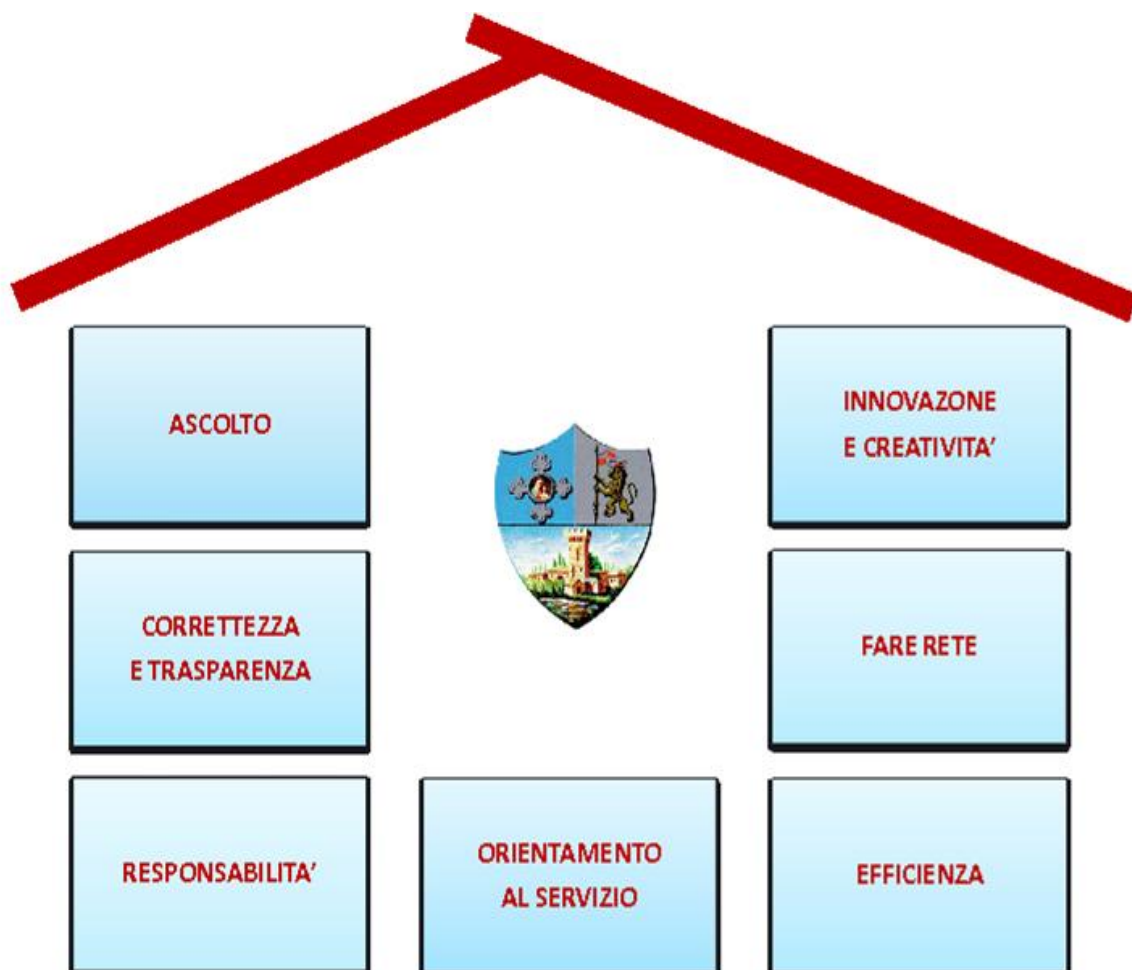 ASCOLTO
INNOVAZONE
E CREATIVITA'
CORRETTEZZA
E TRASPARENZA
FARE RETE
RESPONSABILITA'
ORIENTAMENTO
AL SERVIZIO
EFFICIENZA